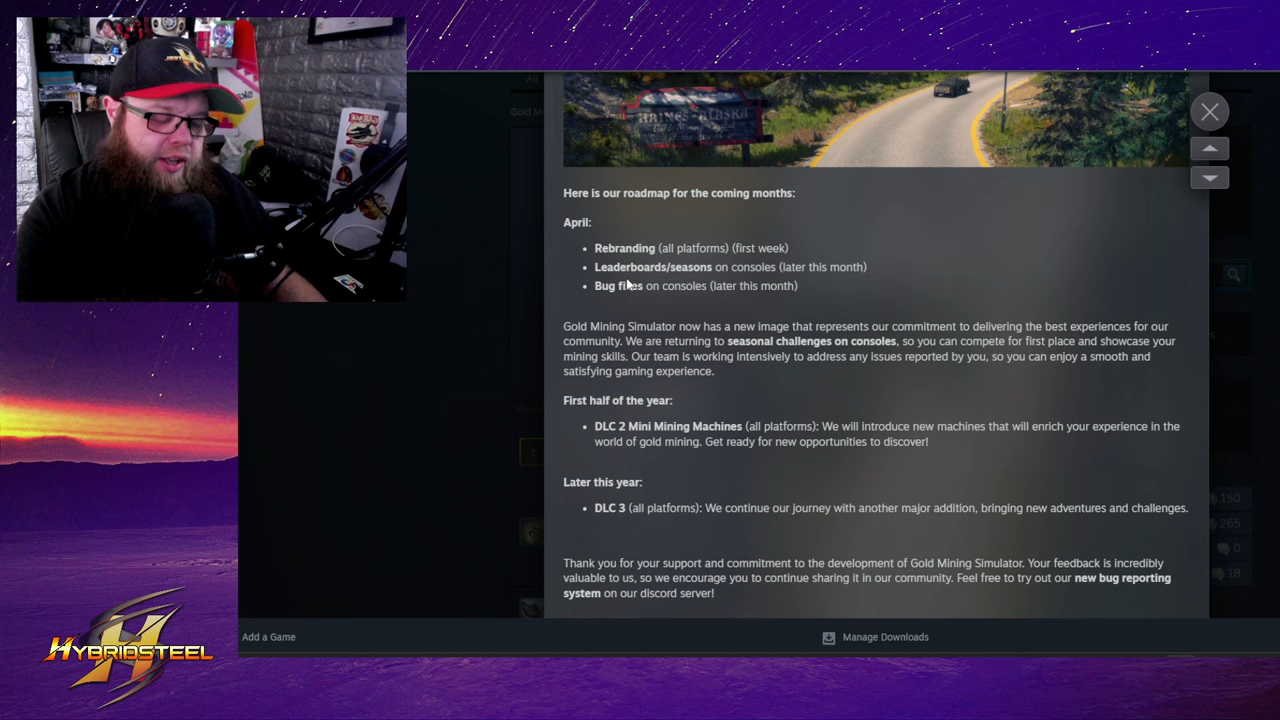 All
Gold M
HAINES ALASKA
Here is our roadmap for the coming months:
April:
• Rebranding (all platforms) (first week)
• Leaderboards/seasons on consoles (later this month)
• Bug fixes on consoles (later this month)
Gold Mining Simulator now has a new image that represents our commitment to delivering the best experiences for our
community. We are returning to seasonal challenges on consoles, so you can compete for first place and showcase your
mining skills. Our team is working intensively to address any issues reported by you, so you can enjoy a smooth and
satisfying gaming experience.
First half of the year:
• DLC 2 Mini Mining Machines (all platforms): We will introduce new machines that will enrich your experience in the
world of gold mining. Get ready for new opportunities to discover!
Later this year:
• DLC 3 (all platforms): We continue our journey with another major addition, bringing new adventures and challenges.
150
265
0
18
Thank you for your support and commitment to the development of Gold Mining Simulator. Your feedback is incredibly
valuable to us, so we encourage you to continue sharing it in our community. Feel free to try out our new bug reporting
system on our discord server!
Add a Game
Manage Downloads
HYBRIDSTEEL